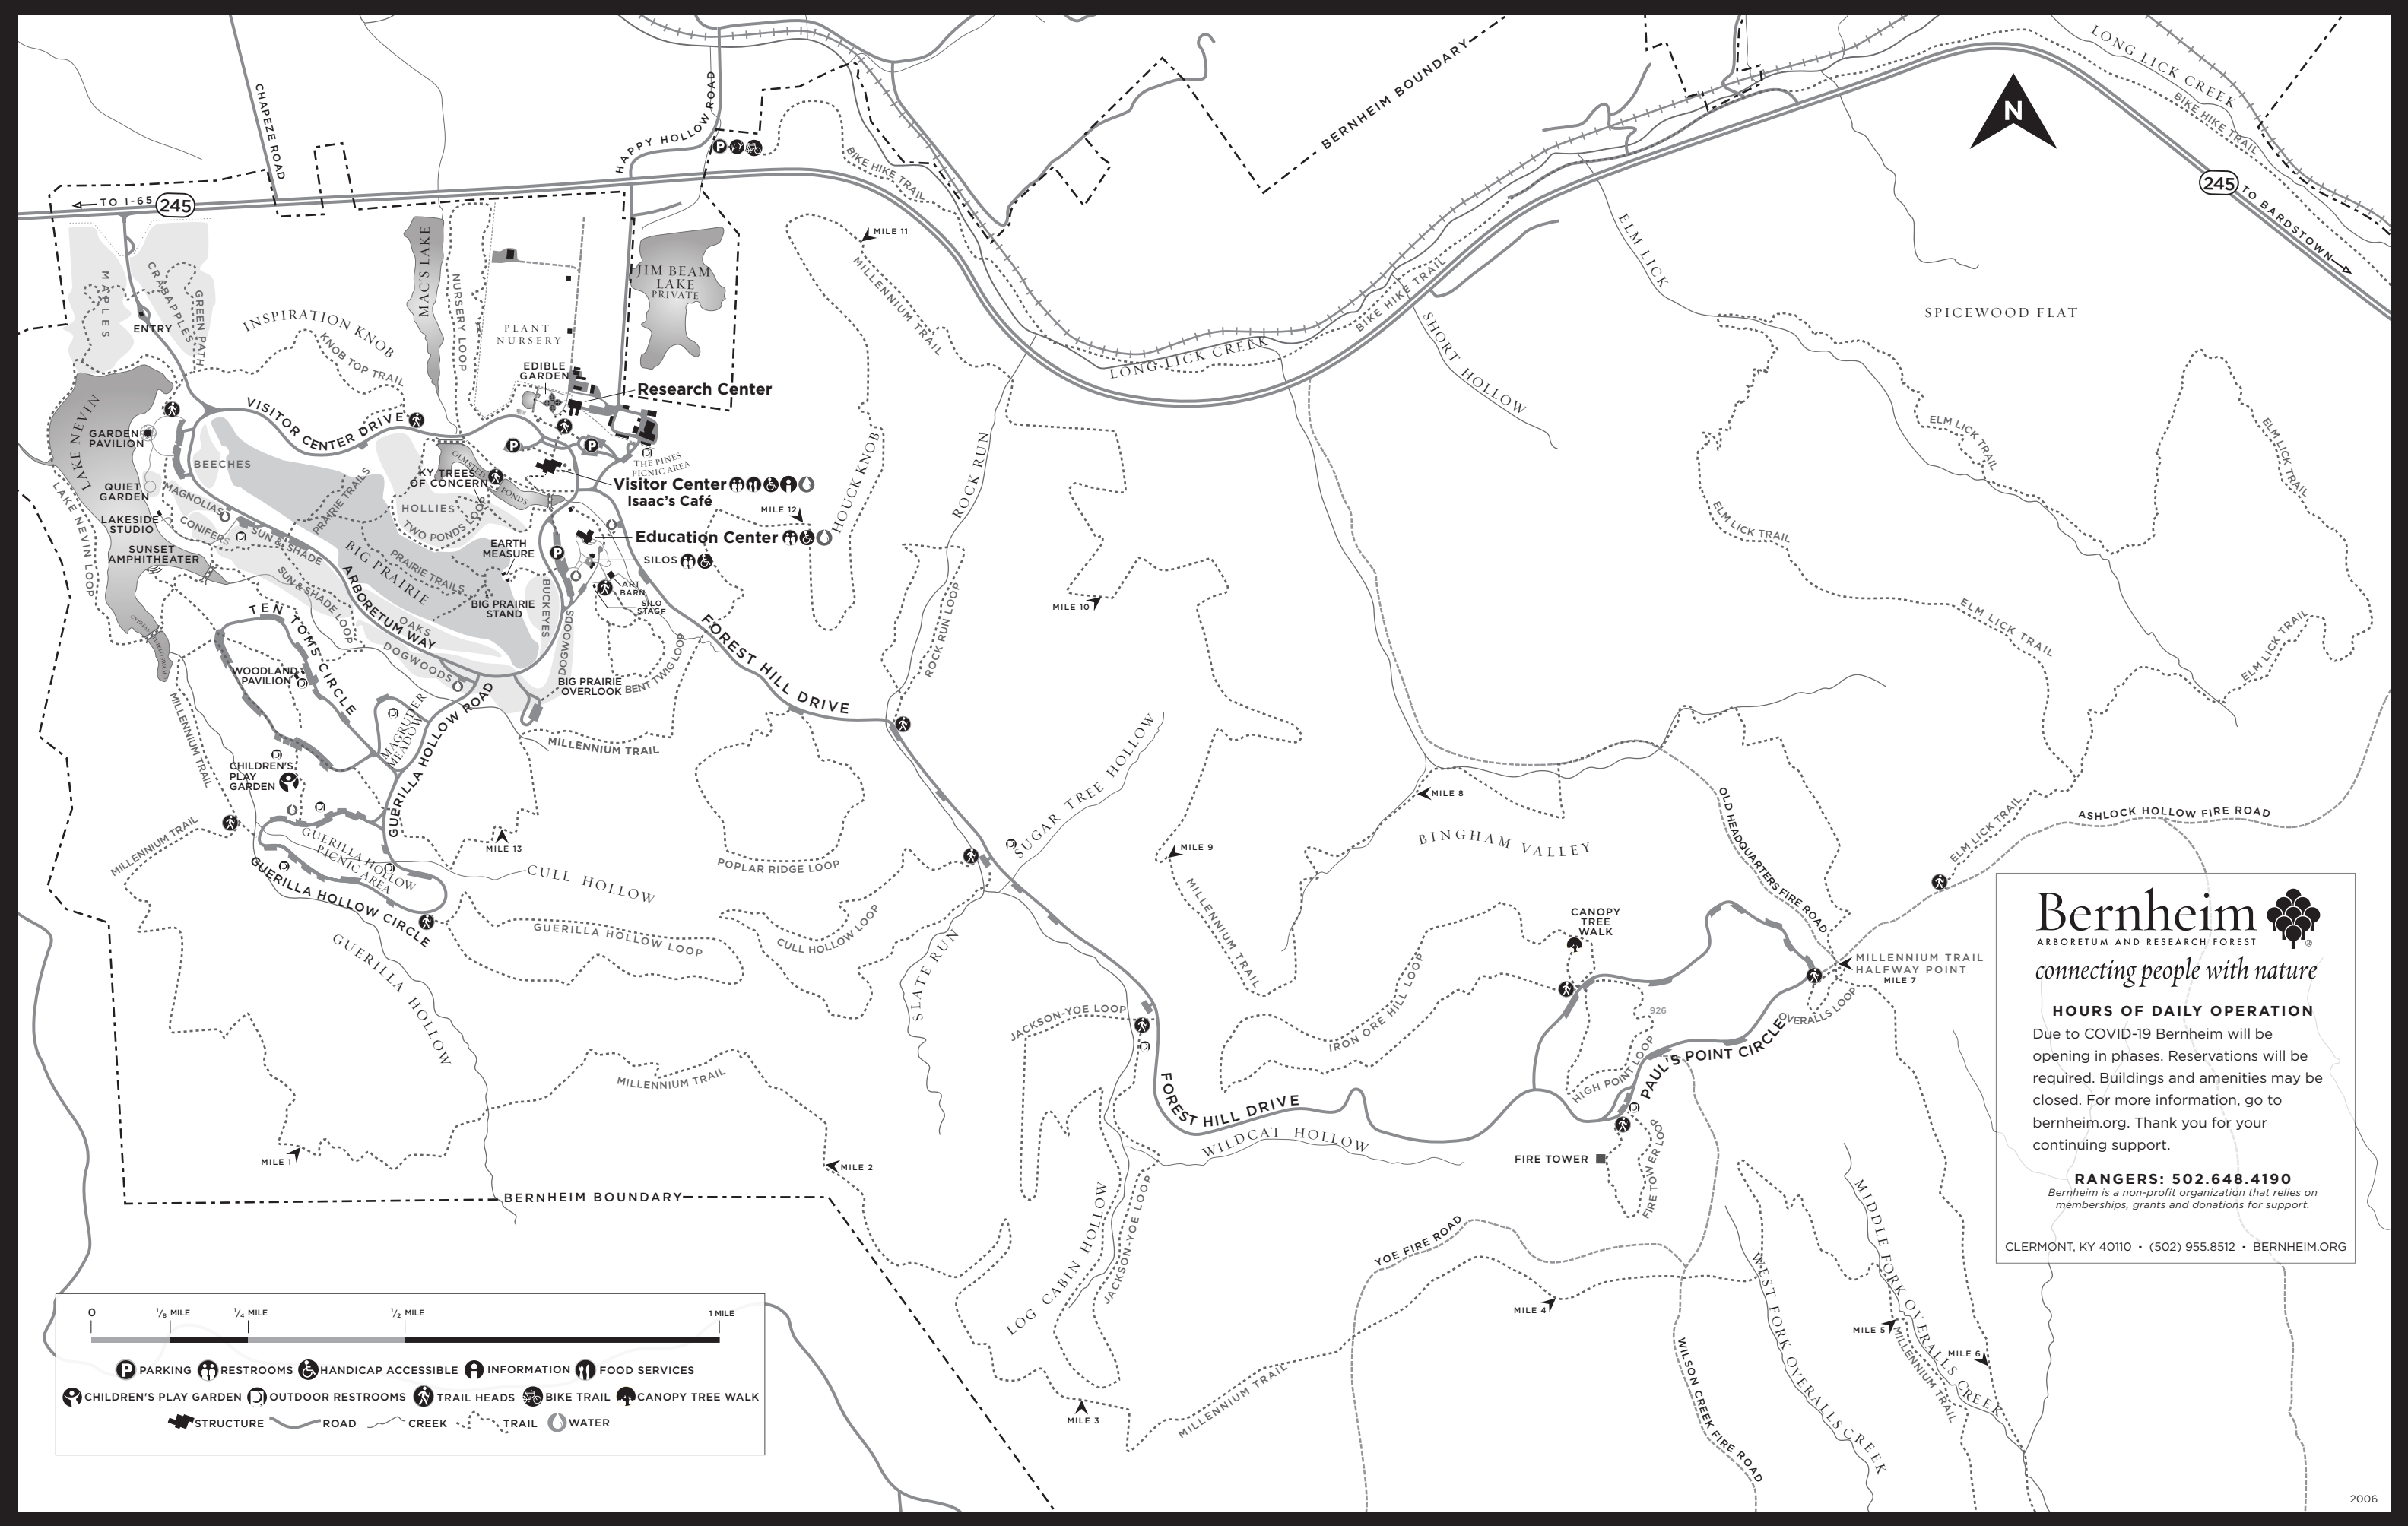 CHAPEZE ROAD
HAPPY HOLLOW ROAD
BERNHEIM BOUNDARY
LONG LICK CREEK
BIKE HIKE TRAIL
N
TO I-65
245
245
TO BARDSTOWN
BIKE HIKE TRAIL
MAPLES
CRABAPPLES
GREEN PATH
ENTRY
INSPIRATION KNOB
KNOB TOP TRAIL
MAC'S LAKE
NURSERY LOOP
PLANT
NURSERY
JIM BEAM
LAKE
PRIVATE
MILE 11
MILLENNIUM TRAIL
LONG LICK CREEK
BIKE HIKE TRAIL
SHORT HOLLOW
ELM LICK
SPICEWOOD FLAT
EDIBLE
GARDEN
Research Center
LAKE NEVIN
GARDEN
PAVILION
VISITOR CENTER DRIVE
BEECHES
QUIET
GARDEN
MAGNOLIAS
LAKESIDE
STUDIO
CONIFERS
SUNSET
AMPHITHEATER
SUN & SHADE
SUN & SHADE LOOP
LAKE NEVIN LOOP
PRAIRIE TRAILS
BIG PRAIRIE
PRAIRIE TRAILS
KY TREES
OF CONCERN
OLMSTED
PONDS
HOLLIES
TWO PONDS LOOP
THE PINES
PICNIC AREA
Visitor Center
Isaac's Café
MILE 12
Education Center
SILOS
EARTH
MEASURE
BIG PRAIRIE
STAND
BUCKEYES
ART
BARN
SILO
STAGE
ARBORETUM WAY
OAKS
DOGWOODS
DOGWOODS
BIG PRAIRIE
OVERLOOK
BENT TWIG LOOP
FOREST HILL DRIVE
HOUCK KNOB
ROCK RUN
ROCK RUN LOOP
MILE 10
ELM LICK TRAIL
ELM LICK TRAIL
ELM LICK TRAIL
ELM LICK TRAIL
ELM LICK TRAIL
TEN TOMS CIRCLE
WOODLAND
PAVILION
MAGRUDER
MEADOW
GUERILLA HOLLOW ROAD
MILLENNIUM TRAIL
MILLENNIUM TRAIL
CHILDREN'S
PLAY
GARDEN
MILLENNIUM TRAIL
GUERILLA HOLLOW
PICNIC AREA
GUERILLA HOLLOW CIRCLE
MILE 13
CULL HOLLOW
GUERILLA HOLLOW LOOP
GUERILLA HOLLOW
POPLAR RIDGE LOOP
CULL HOLLOW LOOP
SUGAR TREE HOLLOW
SLATE RUN
MILE 9
MILLENNIUM TRAIL
MILE 8
BINGHAM VALLEY
OLD HEADQUARTERS FIRE ROAD
ELM LICK TRAIL
ASHLOCK HOLLOW FIRE ROAD
CANOPY
TREE
WALK
MILLENNIUM TRAIL
HALFWAY POINT
MILE 7
OVERALLS LOOP
926
PAUL'S POINT CIRCLE
HIGH POINT LOOP
IRON ORE HILL LOOP
JACKSON-YOE LOOP
FOREST HILL DRIVE
WILDCAT HOLLOW
FIRE TOWER
FIRE TOWER LOOP
MILLENNIUM TRAIL
MILE 1
MILE 2
BERNHEIM BOUNDARY
LOG CABIN HOLLOW
JACKSON-YOE LOOP
MILE 3
MILLENNIUM TRAIL
YOE FIRE ROAD
MILE 4
WILSON CREEK FIRE ROAD
WEST FORK OVERALLS CREEK
MIDDLE FORK OVERALLS CREEK
MILE 5
MILE 6
MILLENNIUM TRAIL
Bernheim
®
ARBORETUM AND RESEARCH FOREST
connecting people with nature
HOURS OF DAILY OPERATION
Due to COVID-19 Bernheim will be
opening in phases. Reservations will be
required. Buildings and amenities may be
closed. For more information, go to
bernheim.org. Thank you for your
continuing support.
RANGERS: 502.648.4190
Bernheim is a non-profit organization that relies on
memberships, grants and donations for support.
CLERMONT, KY 40110 • (502) 955.8512 • BERNHEIM.ORG
0 1/8 MILE 1/4 MILE 1/2 MILE 1 MILE
P PARKING RESTROOMS HANDICAP ACCESSIBLE INFORMATION FOOD SERVICES
CHILDREN'S PLAY GARDEN OUTDOOR RESTROOMS TRAIL HEADS BIKE TRAIL CANOPY TREE WALK
STRUCTURE ROAD CREEK TRAIL WATER
2006